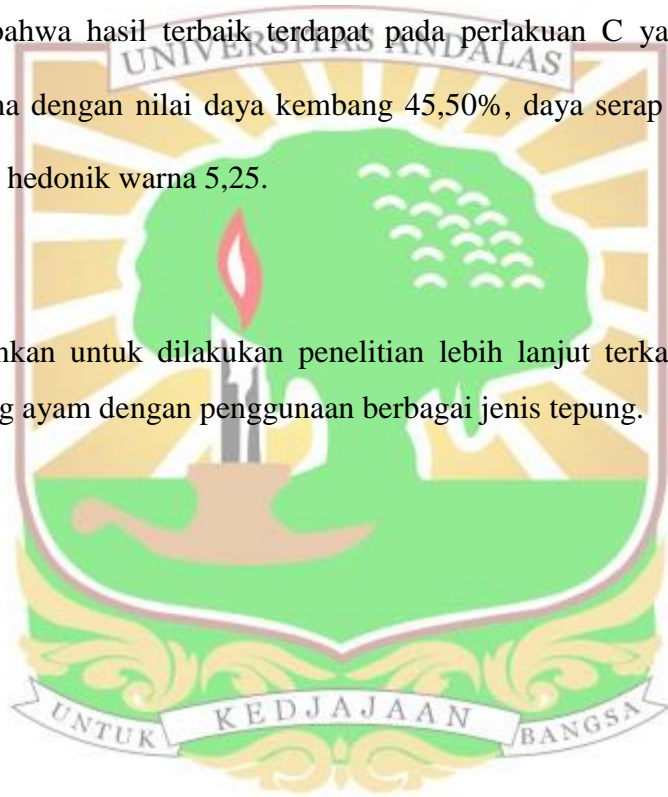 bahwa hasil terbaik terdapat pada perlakuan C ya
UNIVERSITAS ANDALAS
na dengan nilai daya kembang 45,50%, daya serap
hedonik warna 5,25.
nkan untuk dilakukan penelitian lebih lanjut terka
g ayam dengan penggunaan berbagai jenis tepung.
UNTUK KEDJAJAAN BANGSA